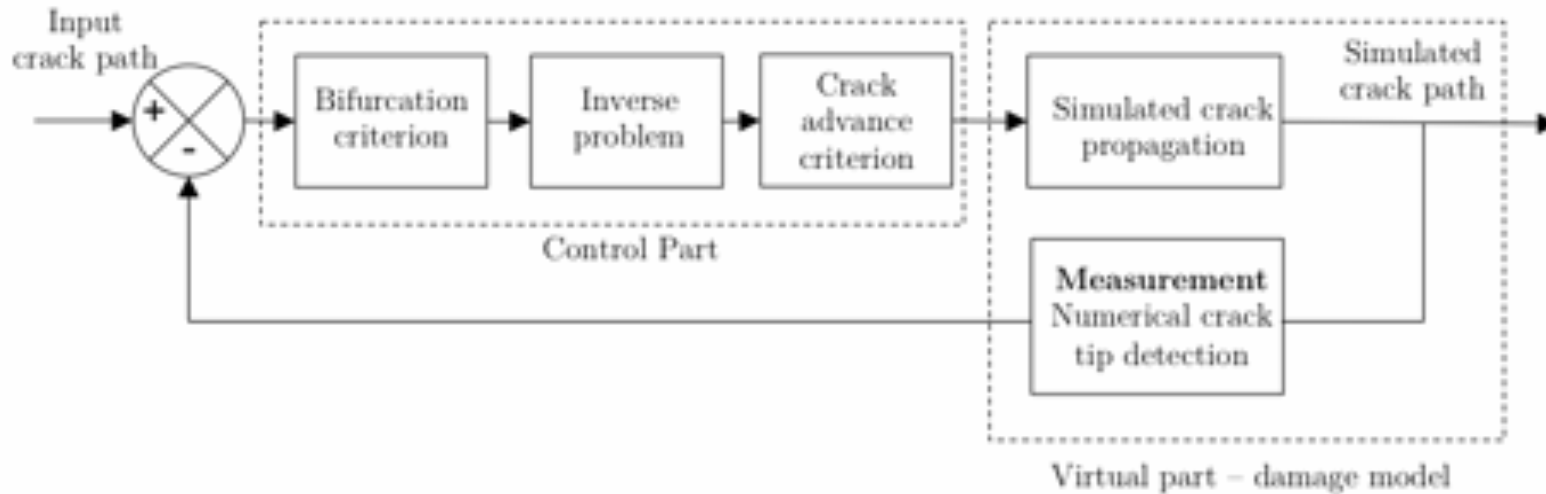 Input
crack path
+
-
Bifurcation
criterion
Inverse
problem
Crack
advance
criterion
Control Part
Simulated crack
propagation
Simulated
crack path
Measurement
Numerical crack
tip detection
Virtual part – damage model